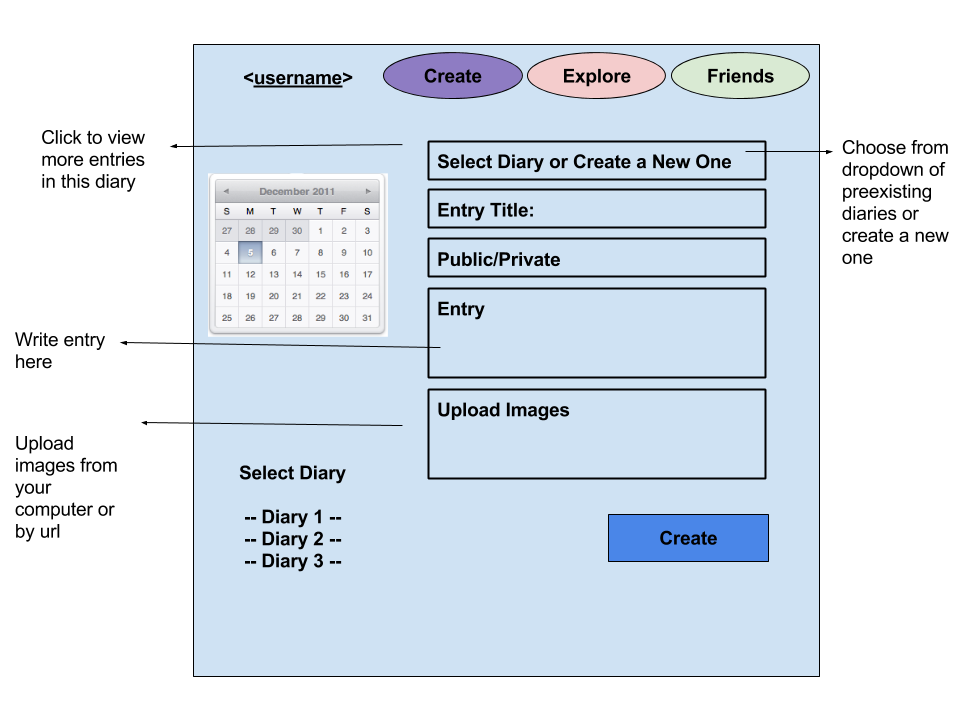 <username>
Create
Explore
Friends
Click to view
more entries
in this diary
Select Diary or Create a New One
Choose from
dropdown of
preexisting
diaries or
create a new
one
December 2011
S M T W T F S
27 28 29 30 1 2 3
4 5 6 7 8 9 10
11 12 13 14 15 16 17
18 19 20 21 22 23 24
25 26 27 28 29 30 31
Entry Title:
Public/Private
Entry
Write entry
here
Upload Images
Upload
images from
your
computer or
by url
Select Diary
-- Diary 1 --
-- Diary 2 --
-- Diary 3 --
Create